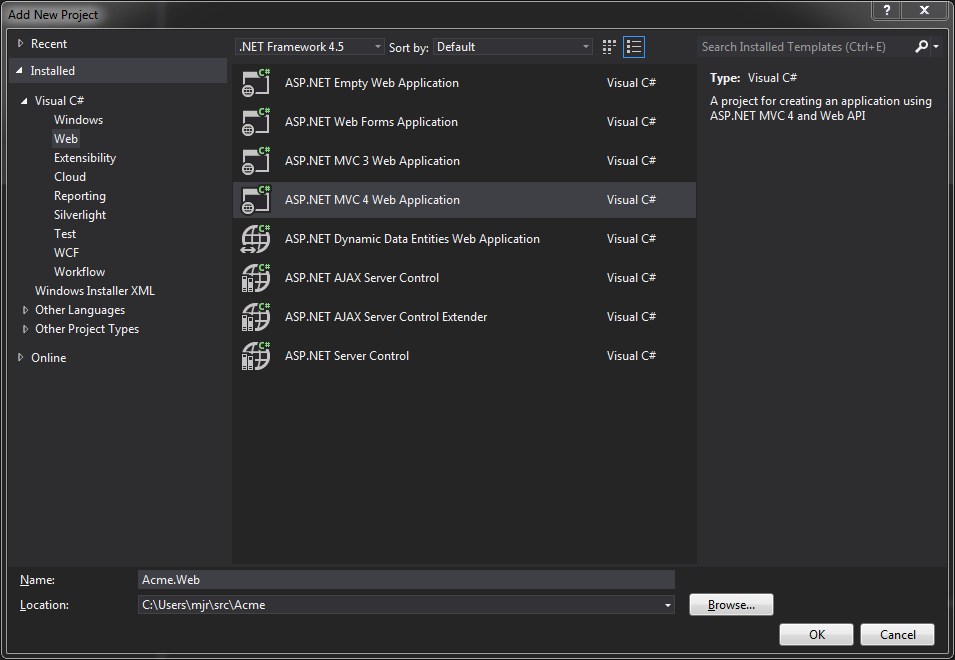 Add New Project
?
X
Recent
Installed
Visual C#
Windows
Web
Extensibility
Cloud
Reporting
Silverlight
Test
WCF
Workflow
Windows Installer XML
Other Languages
Other Project Types
Online
.NET Framework 4.5
Sort by: Default
C# ASP.NET Empty Web Application Visual C#
C# ASP.NET Web Forms Application Visual C#
C# ASP.NET MVC 3 Web Application Visual C#
C# ASP.NET MVC 4 Web Application Visual C#
C# ASP.NET Dynamic Data Entities Web Application Visual C#
C# ASP.NET AJAX Server Control Visual C#
C# ASP.NET AJAX Server Control Extender Visual C#
C# ASP.NET Server Control Visual C#
Search Installed Templates (Ctrl+E)
Type: Visual C#
A project for creating an application using
ASP.NET MVC 4 and Web API
Name: Acme.Web
Location: C:\Users\mjr\src\Acme
Browse...
OK
Cancel